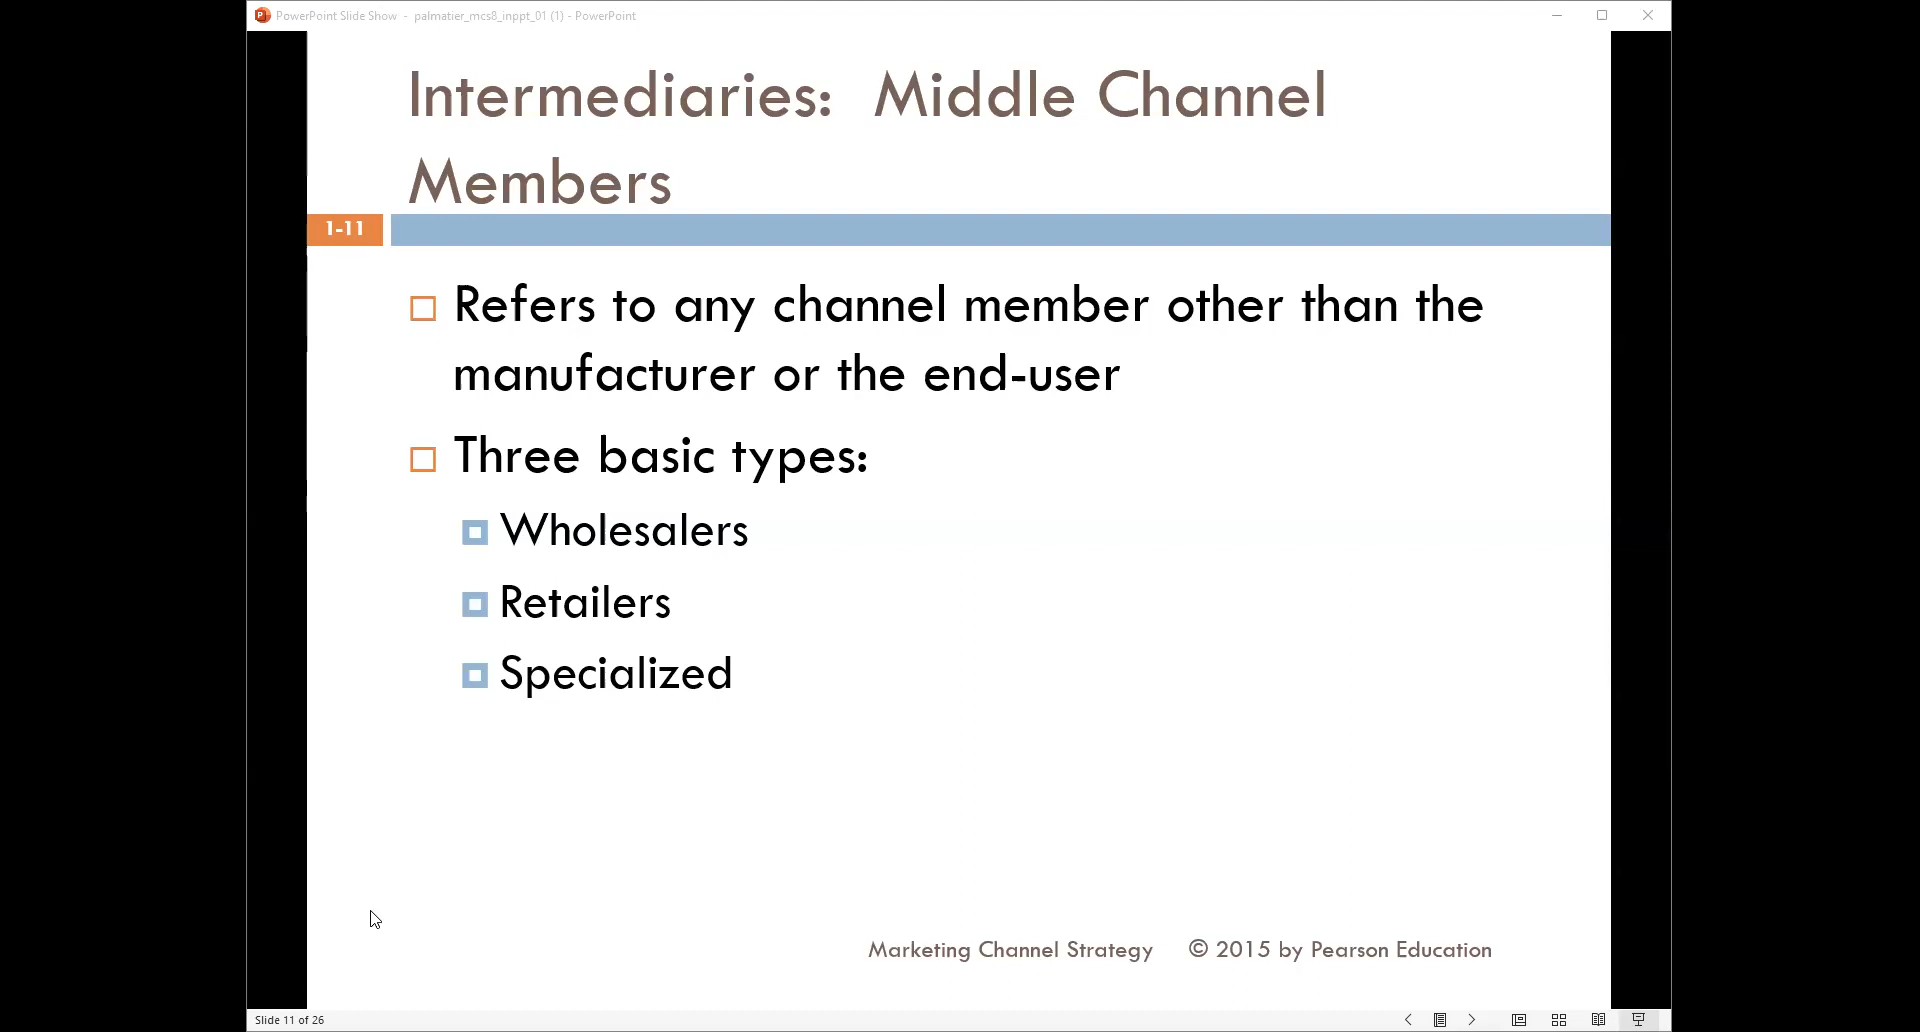 PowerPoint Slide Show - palmatier_mcs8_inppt_01 (1) - PowerPoint
Intermediaries: Middle Channel
Members
1-11
Refers to any channel member other than the
manufacturer or the end-user
Three basic types:
Wholesalers
Retailers
Specialized
Marketing Channel Strategy © 2015 by Pearson Education
Slide 11 of 26